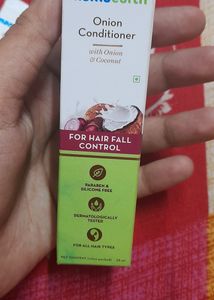 Onion
Conditioner
with Onion
& Coconut
FOR HAIR FALL
CONTROL
PARABEN &
SILICONE FREE
DERMATOLOGICALLY
TESTED
FOR ALL HAIR TYPES